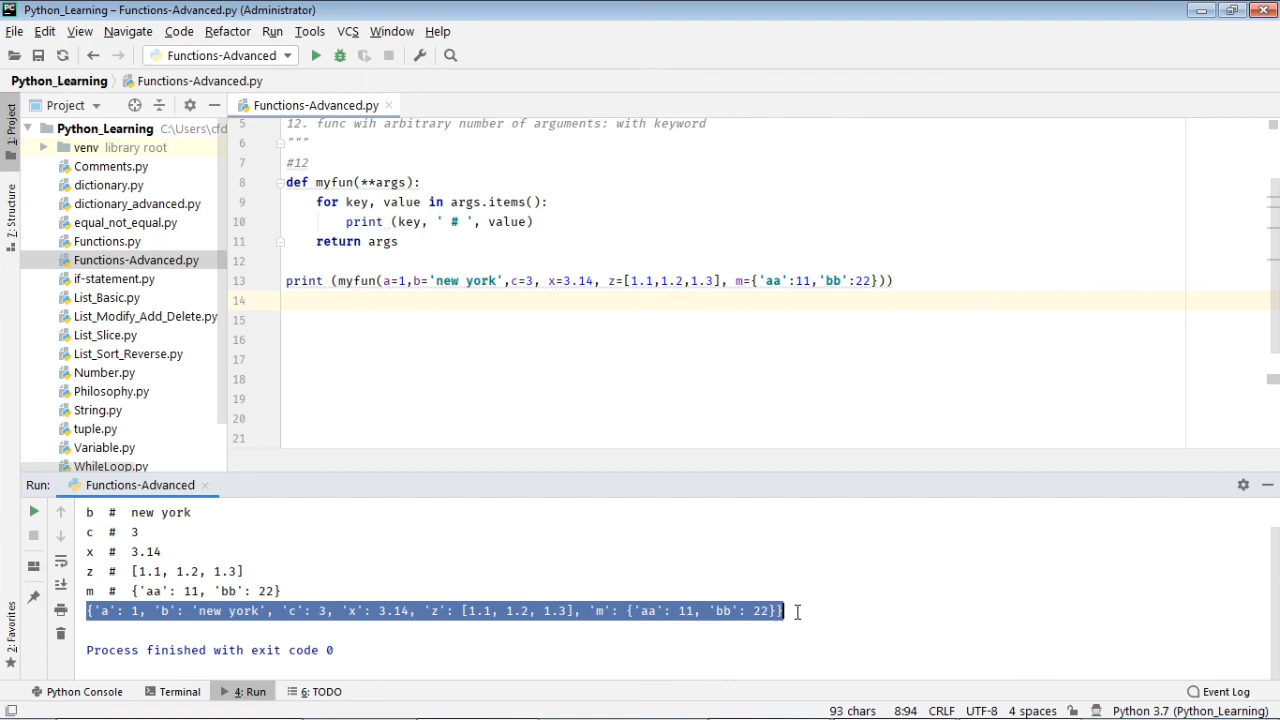 Python_Learning – Functions-Advanced.py (Administrator)
File Edit View Navigate Code Refactor Run Tools VCS Window Help
Functions-Advanced
Python_Learning Functions-Advanced.py
1: Project
Project
Functions-Advanced.py
Python_Learning C:\Users\cfd
venv library root
Comments.py
dictionary.py
dictionary_advanced.py
equal_not_equal.py
Functions.py
Functions-Advanced.py
if-statement.py
List_Basic.py
List_Modify_Add_Delete.py
List_Slice.py
List_Sort_Reverse.py
Number.py
Philosophy.py
String.py
tuple.py
Variable.py
WhileLoop.py
7: Structure
5 12. func wih arbitrary number of arguments: with keyword
6 """
7 #12
8 def myfun(**args):
9 for key, value in args.items():
10 print (key, ' # ', value)
11 return args
12
13 print (myfun(a=1,b='new york',c=3, x=3.14, z=[1.1,1.2,1.3], m={'aa':11,'bb':22}))
14
15
16
17
18
19
20
21
Run: Functions-Advanced
b # new york
c # 3
x # 3.14
z # [1.1, 1.2, 1.3]
m # {'aa': 11, 'bb': 22}
{'a': 1, 'b': 'new york', 'c': 3, 'x': 3.14, 'z': [1.1, 1.2, 1.3], 'm': {'aa': 11, 'bb': 22}}
Process finished with exit code 0
2: Favorites
Python Console Terminal 4: Run 6: TODO Event Log
93 chars 8:94 CRLF UTF-8 4 spaces Python 3.7 (Python_Learning)